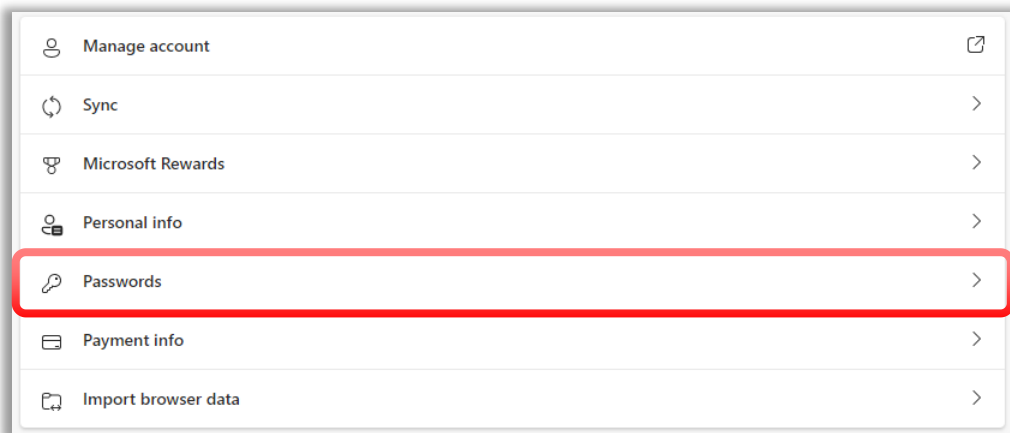 Manage account
Sync
Microsoft Rewards
Personal info
Passwords
Payment info
Import browser data